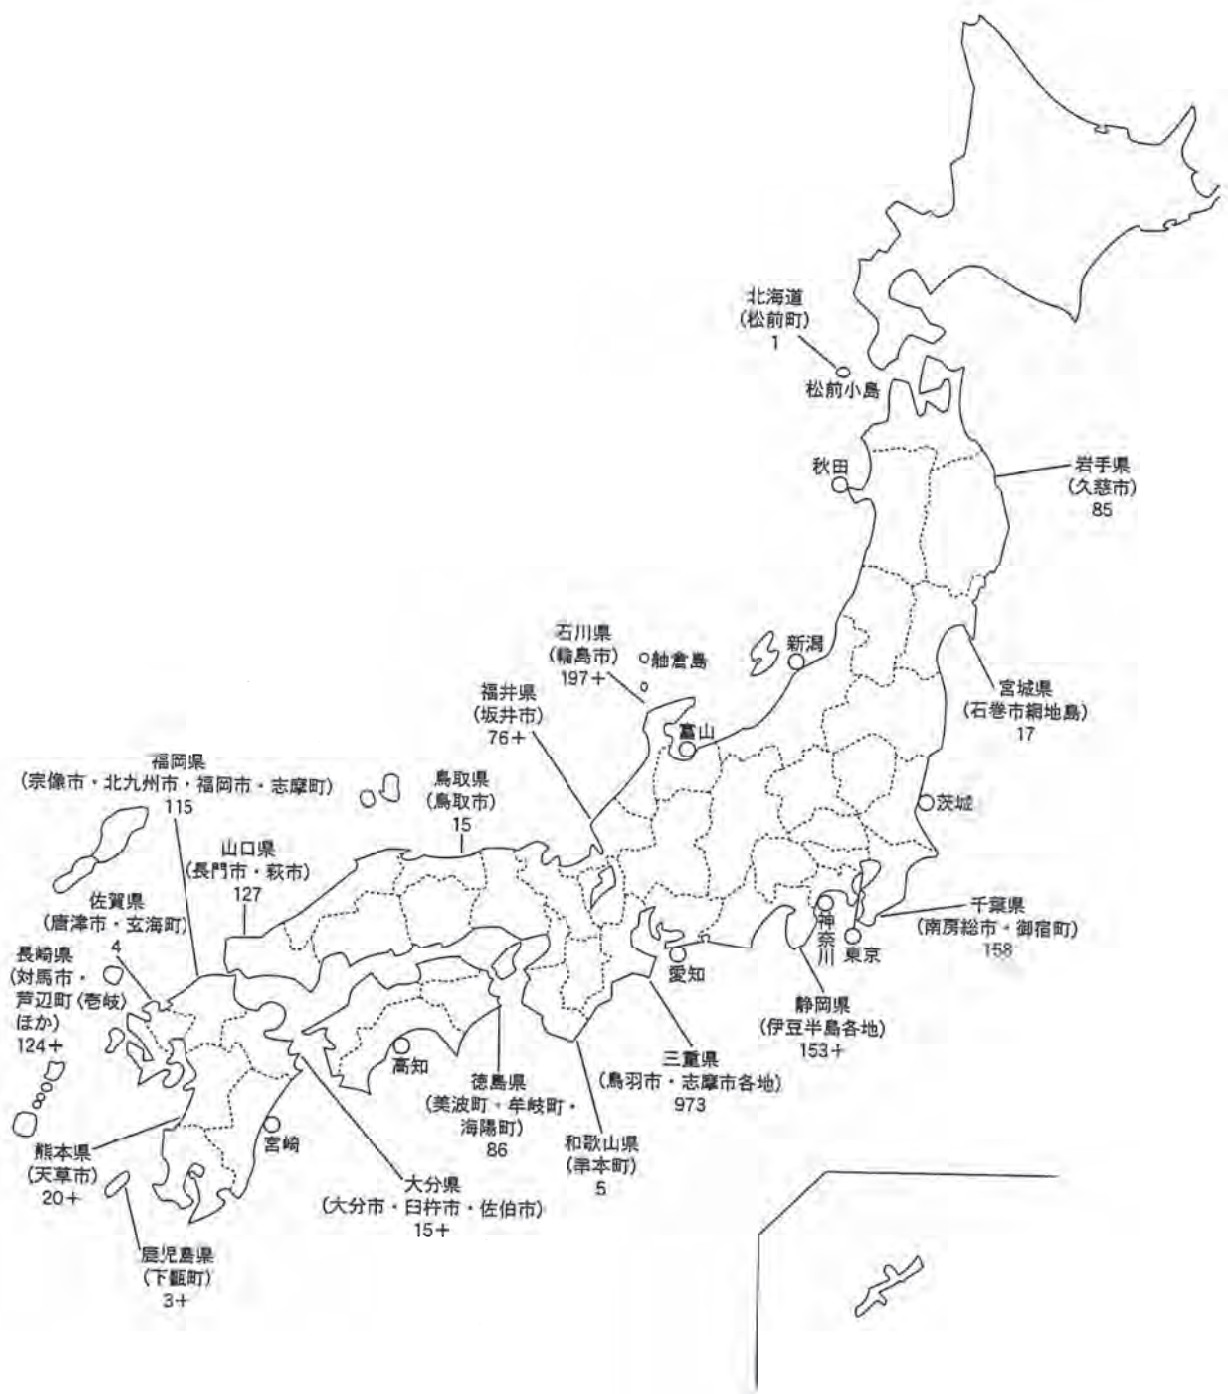 北海道
(松前町)
1
松前小島
秋田
岩手県
(久慈市)
85
石川県
(輪島市)
197+
舳倉島
新潟
宮城県
(石巻市網地島)
17
福井県
(坂井市)
76+
富山
福岡県
(宗像市・北九州市・福岡市・志摩町)
115
鳥取県
(鳥取市)
15
茨城
山口県
(長門市・萩市)
127
佐賀県
(唐津市・玄海町)
4
千葉県
(南房総市・御宿町)
158
神奈川
東京
愛知
長崎県
(対馬市・
芦辺町〈壱岐〉
ほか)
124+
静岡県
(伊豆半島各地)
153+
高知
三重県
(鳥羽市・志摩市各地)
973
徳島県
(美波町・牟岐町・
海陽町)
86
宮崎
和歌山県
(串本町)
5
熊本県
(天草市)
20+
大分県
(大分市・臼杵市・佐伯市)
15+
鹿児島県
(下甑町)
3+